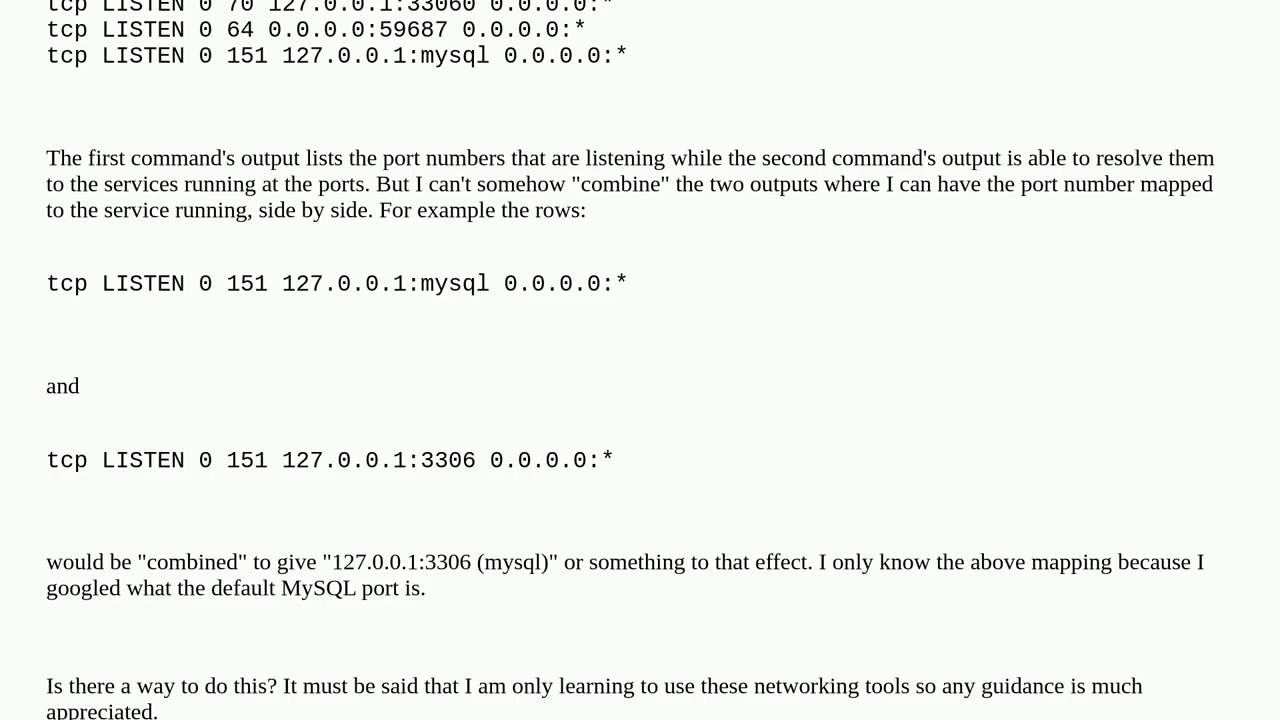 tcp LISTEN 0 70 127.0.0.1:33060 0.0.0.0:*
tcp LISTEN 0 64 0.0.0.0:59687 0.0.0.0:*
tcp LISTEN 0 151 127.0.0.1:mysql 0.0.0.0:*
The first command's output lists the port numbers that are listening while the second command's output is able to resolve them
to the services running at the ports. But I can't somehow "combine" the two outputs where I can have the port number mapped
to the service running, side by side. For example the rows:
tcp LISTEN 0 151 127.0.0.1:mysql 0.0.0.0:*
and
tcp LISTEN 0 151 127.0.0.1:3306 0.0.0.0:*
would be "combined" to give "127.0.0.1:3306 (mysql)" or something to that effect. I only know the above mapping because I
googled what the default MySQL port is.
Is there a way to do this? It must be said that I am only learning to use these networking tools so any guidance is much
appreciated.